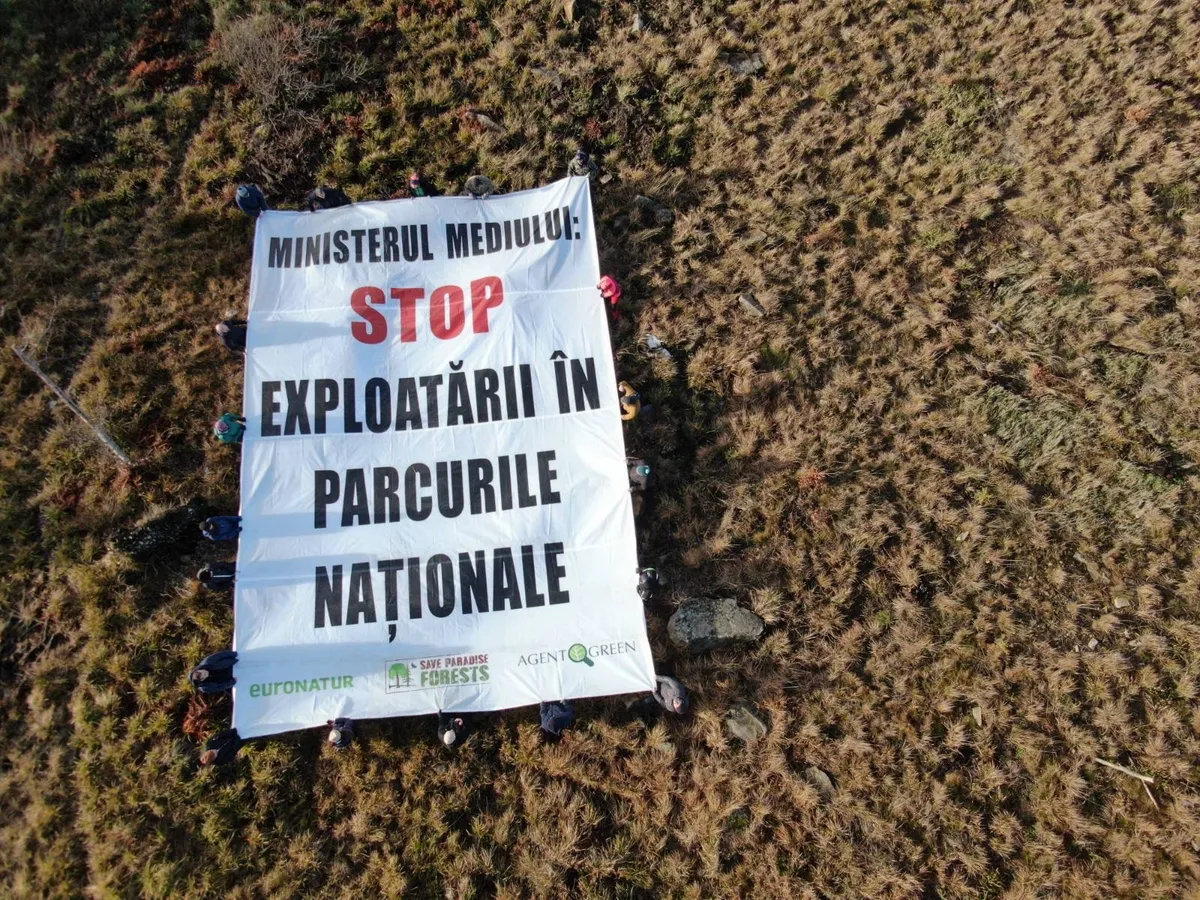 MINISTERUL MEDIULUI:
STOP
EXPLOATĂRII ÎN
PARCURILE
NAȚIONALE
euronatur
SAVE PARADISE
FORESTS
AGENT GREEN